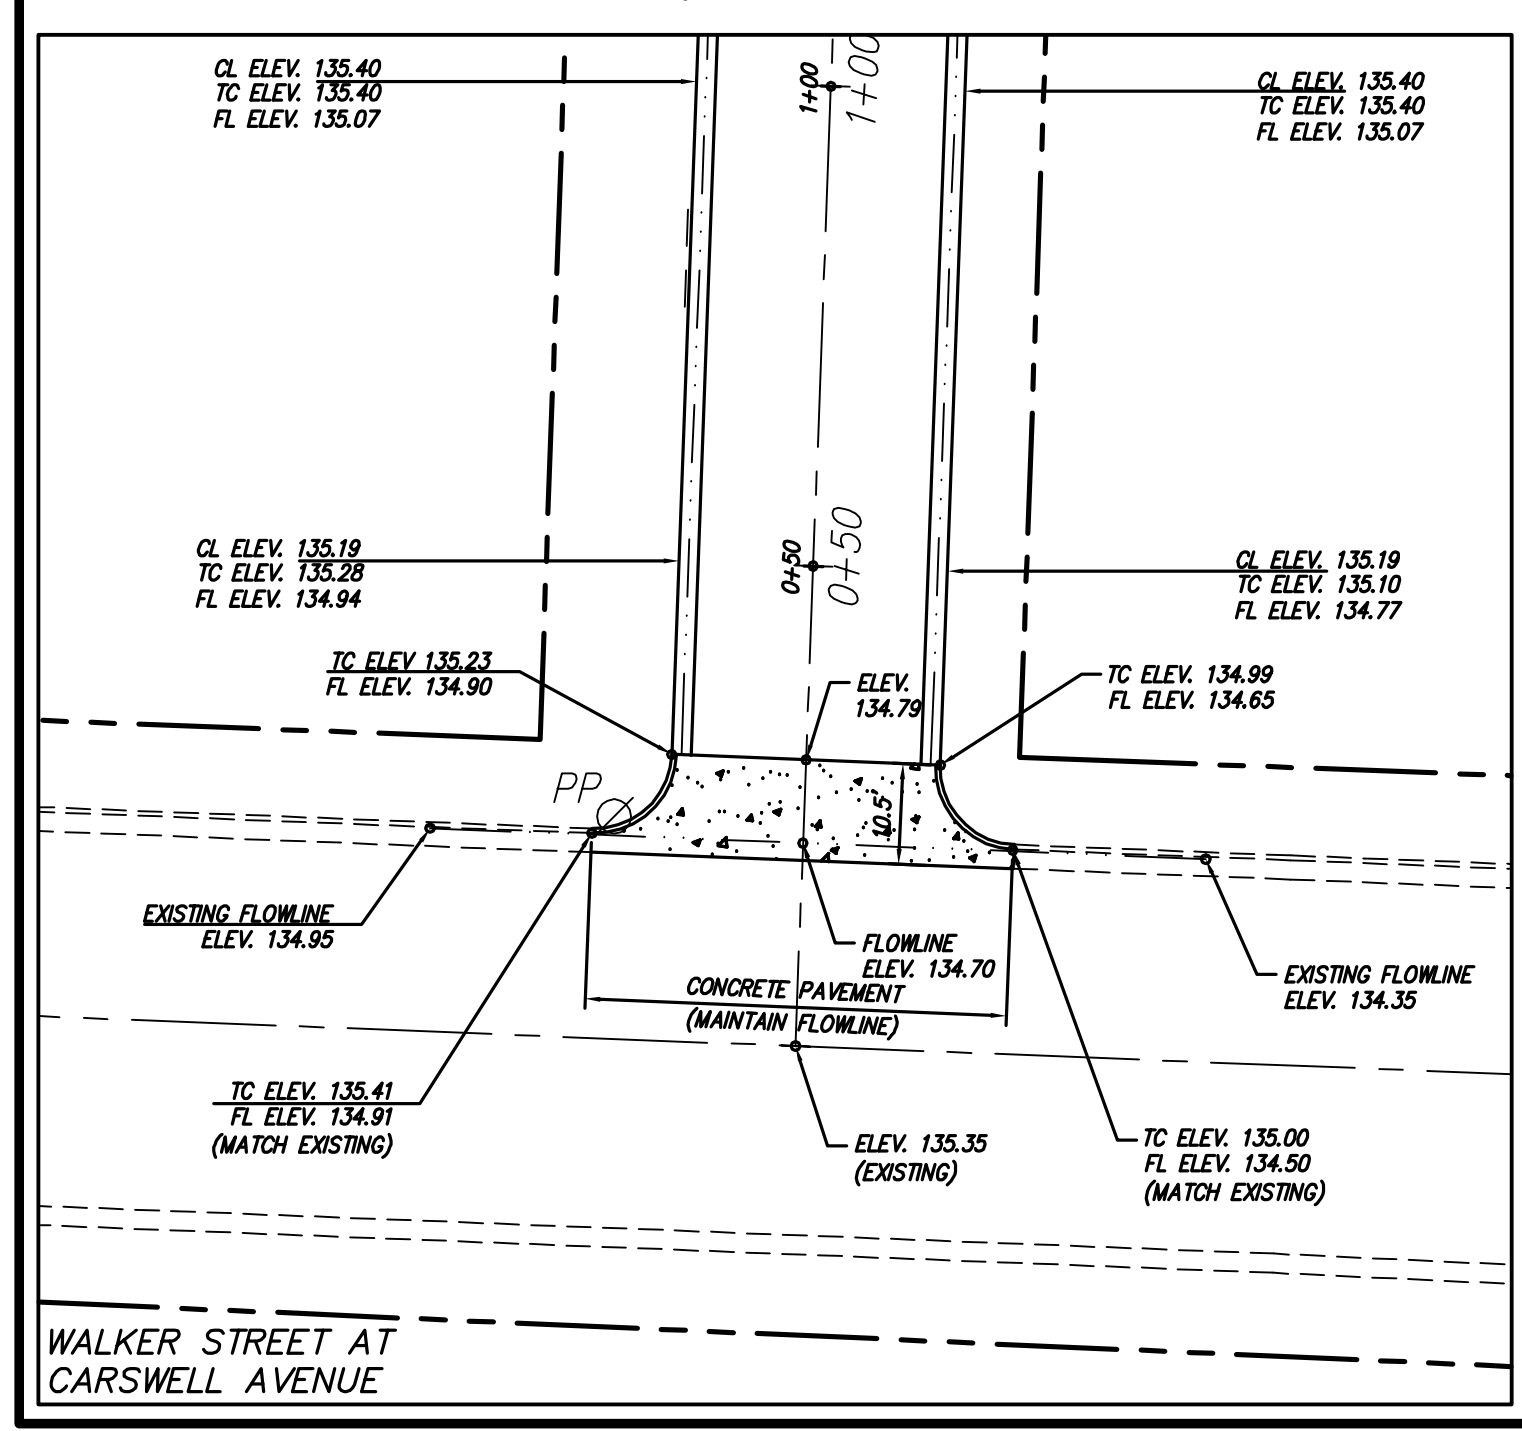 CL ELEV. 135.40
TC ELEV. 135.40
FL ELEV. 135.07
1+00
1+00
CL ELEV. 135.40
TC ELEV. 135.40
FL ELEV. 135.07
CL ELEV. 135.19
TC ELEV. 135.28
FL ELEV. 134.94
0+50
0+50
CL ELEV. 135.19
TC ELEV. 135.10
FL ELEV. 134.77
TC ELEV 135.23
FL ELEV. 134.90
ELEV.
134.79
TC ELEV. 134.99
FL ELEV. 134.65
PP
10.5'
EXISTING FLOWLINE
ELEV. 134.95
FLOWLINE
ELEV. 134.70
EXISTING FLOWLINE
ELEV. 134.35
CONCRETE PAVEMENT
(MAINTAIN FLOWLINE)
TC ELEV. 135.41
FL ELEV. 134.91
(MATCH EXISTING)
ELEV. 135.35
(EXISTING)
TC ELEV. 135.00
FL ELEV. 134.50
(MATCH EXISTING)
WALKER STREET AT
CARSWELL AVENUE